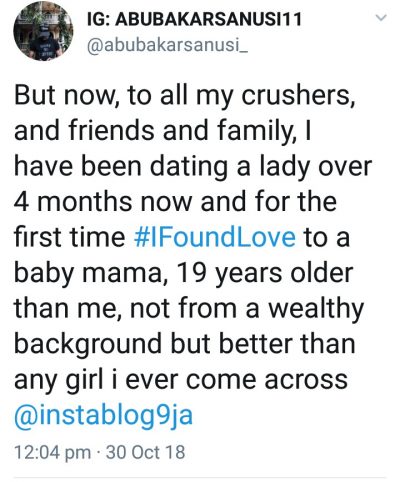 IG: ABUBAKARSANUSI11
@abubakarsanusi_
But now, to all my crushers,
and friends and family, I
have been dating a lady over
4 months now and for the
first time #IFoundLove to a
baby mama, 19 years older
than me, not from a wealthy
background but better than
any girl i ever come across
@instablog9ja
12:04 pm · 30 Oct 18